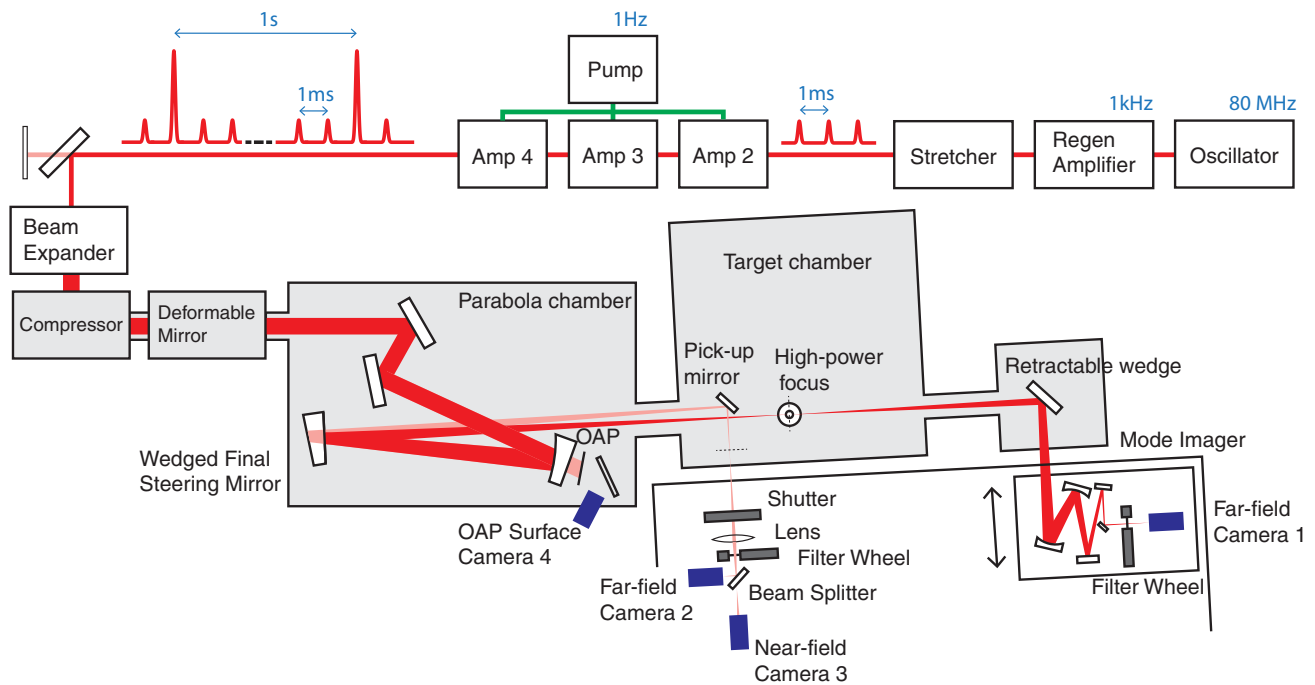 1s
1Hz
Pump
1ms
1ms
1kHz
80 MHz
Amp 4
Amp 3
Amp 2
Stretcher
Regen
Amplifier
Oscillator
Beam
Expander
Target chamber
Parabola chamber
Compressor
Deformable
Mirror
Pick-up
mirror
High-power
focus
Retractable wedge
OAP
Mode Imager
Wedged Final
Steering Mirror
Shutter
OAP Surface
Camera 4
Lens
Filter Wheel
Far-field
Camera 1
Far-field
Camera 2
Beam Splitter
Filter Wheel
Near-field
Camera 3